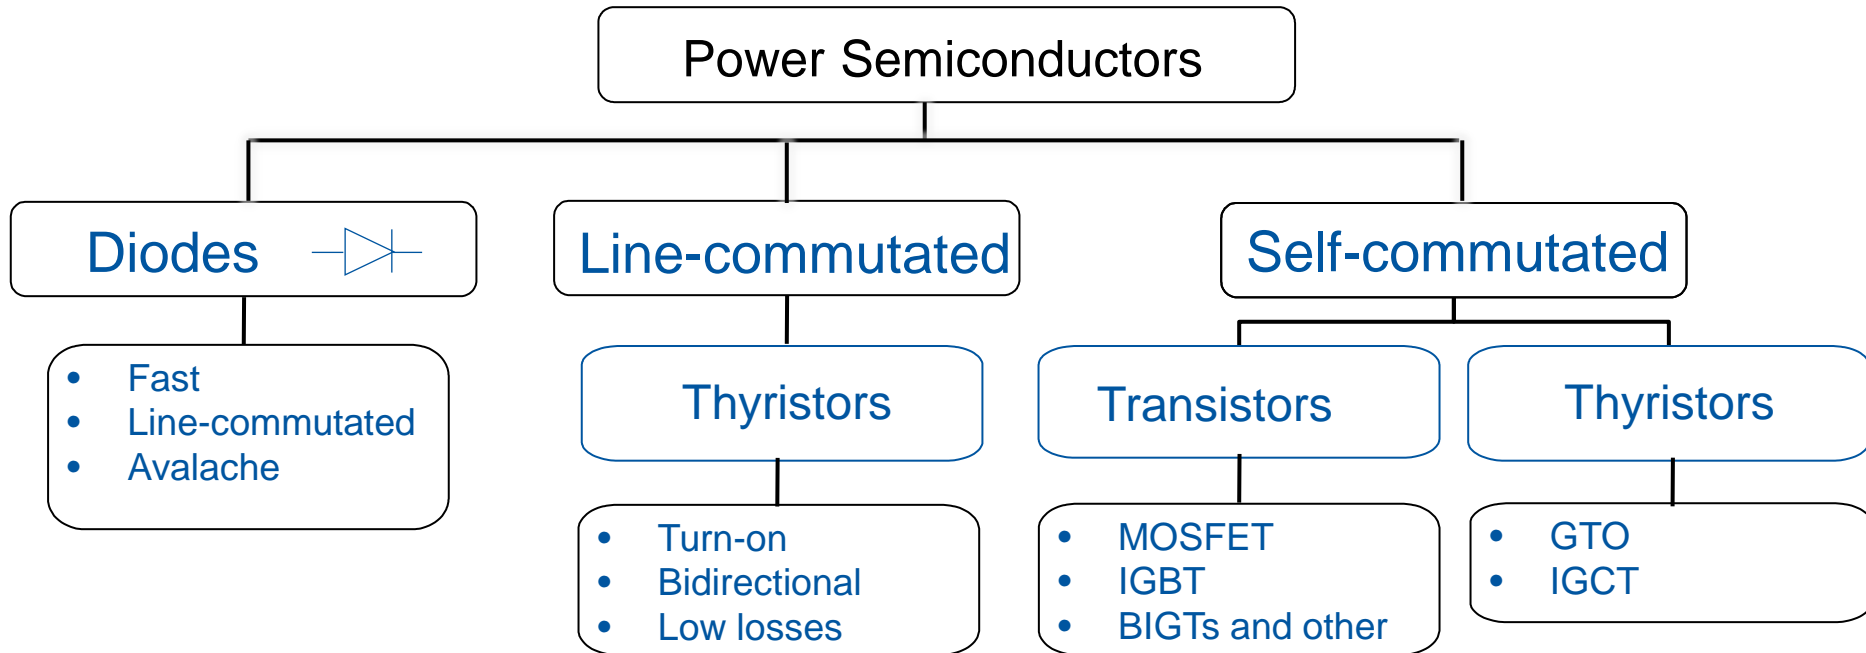 Power Semiconductors
Diodes
Line-commutated
Self-commutated
• Fast
• Line-commutated
• Avalache
Thyristors
Transistors
Thyristors
• Turn-on
• Bidirectional
• Low losses
• MOSFET
• IGBT
• BIGTs and other
• GTO
• IGCT